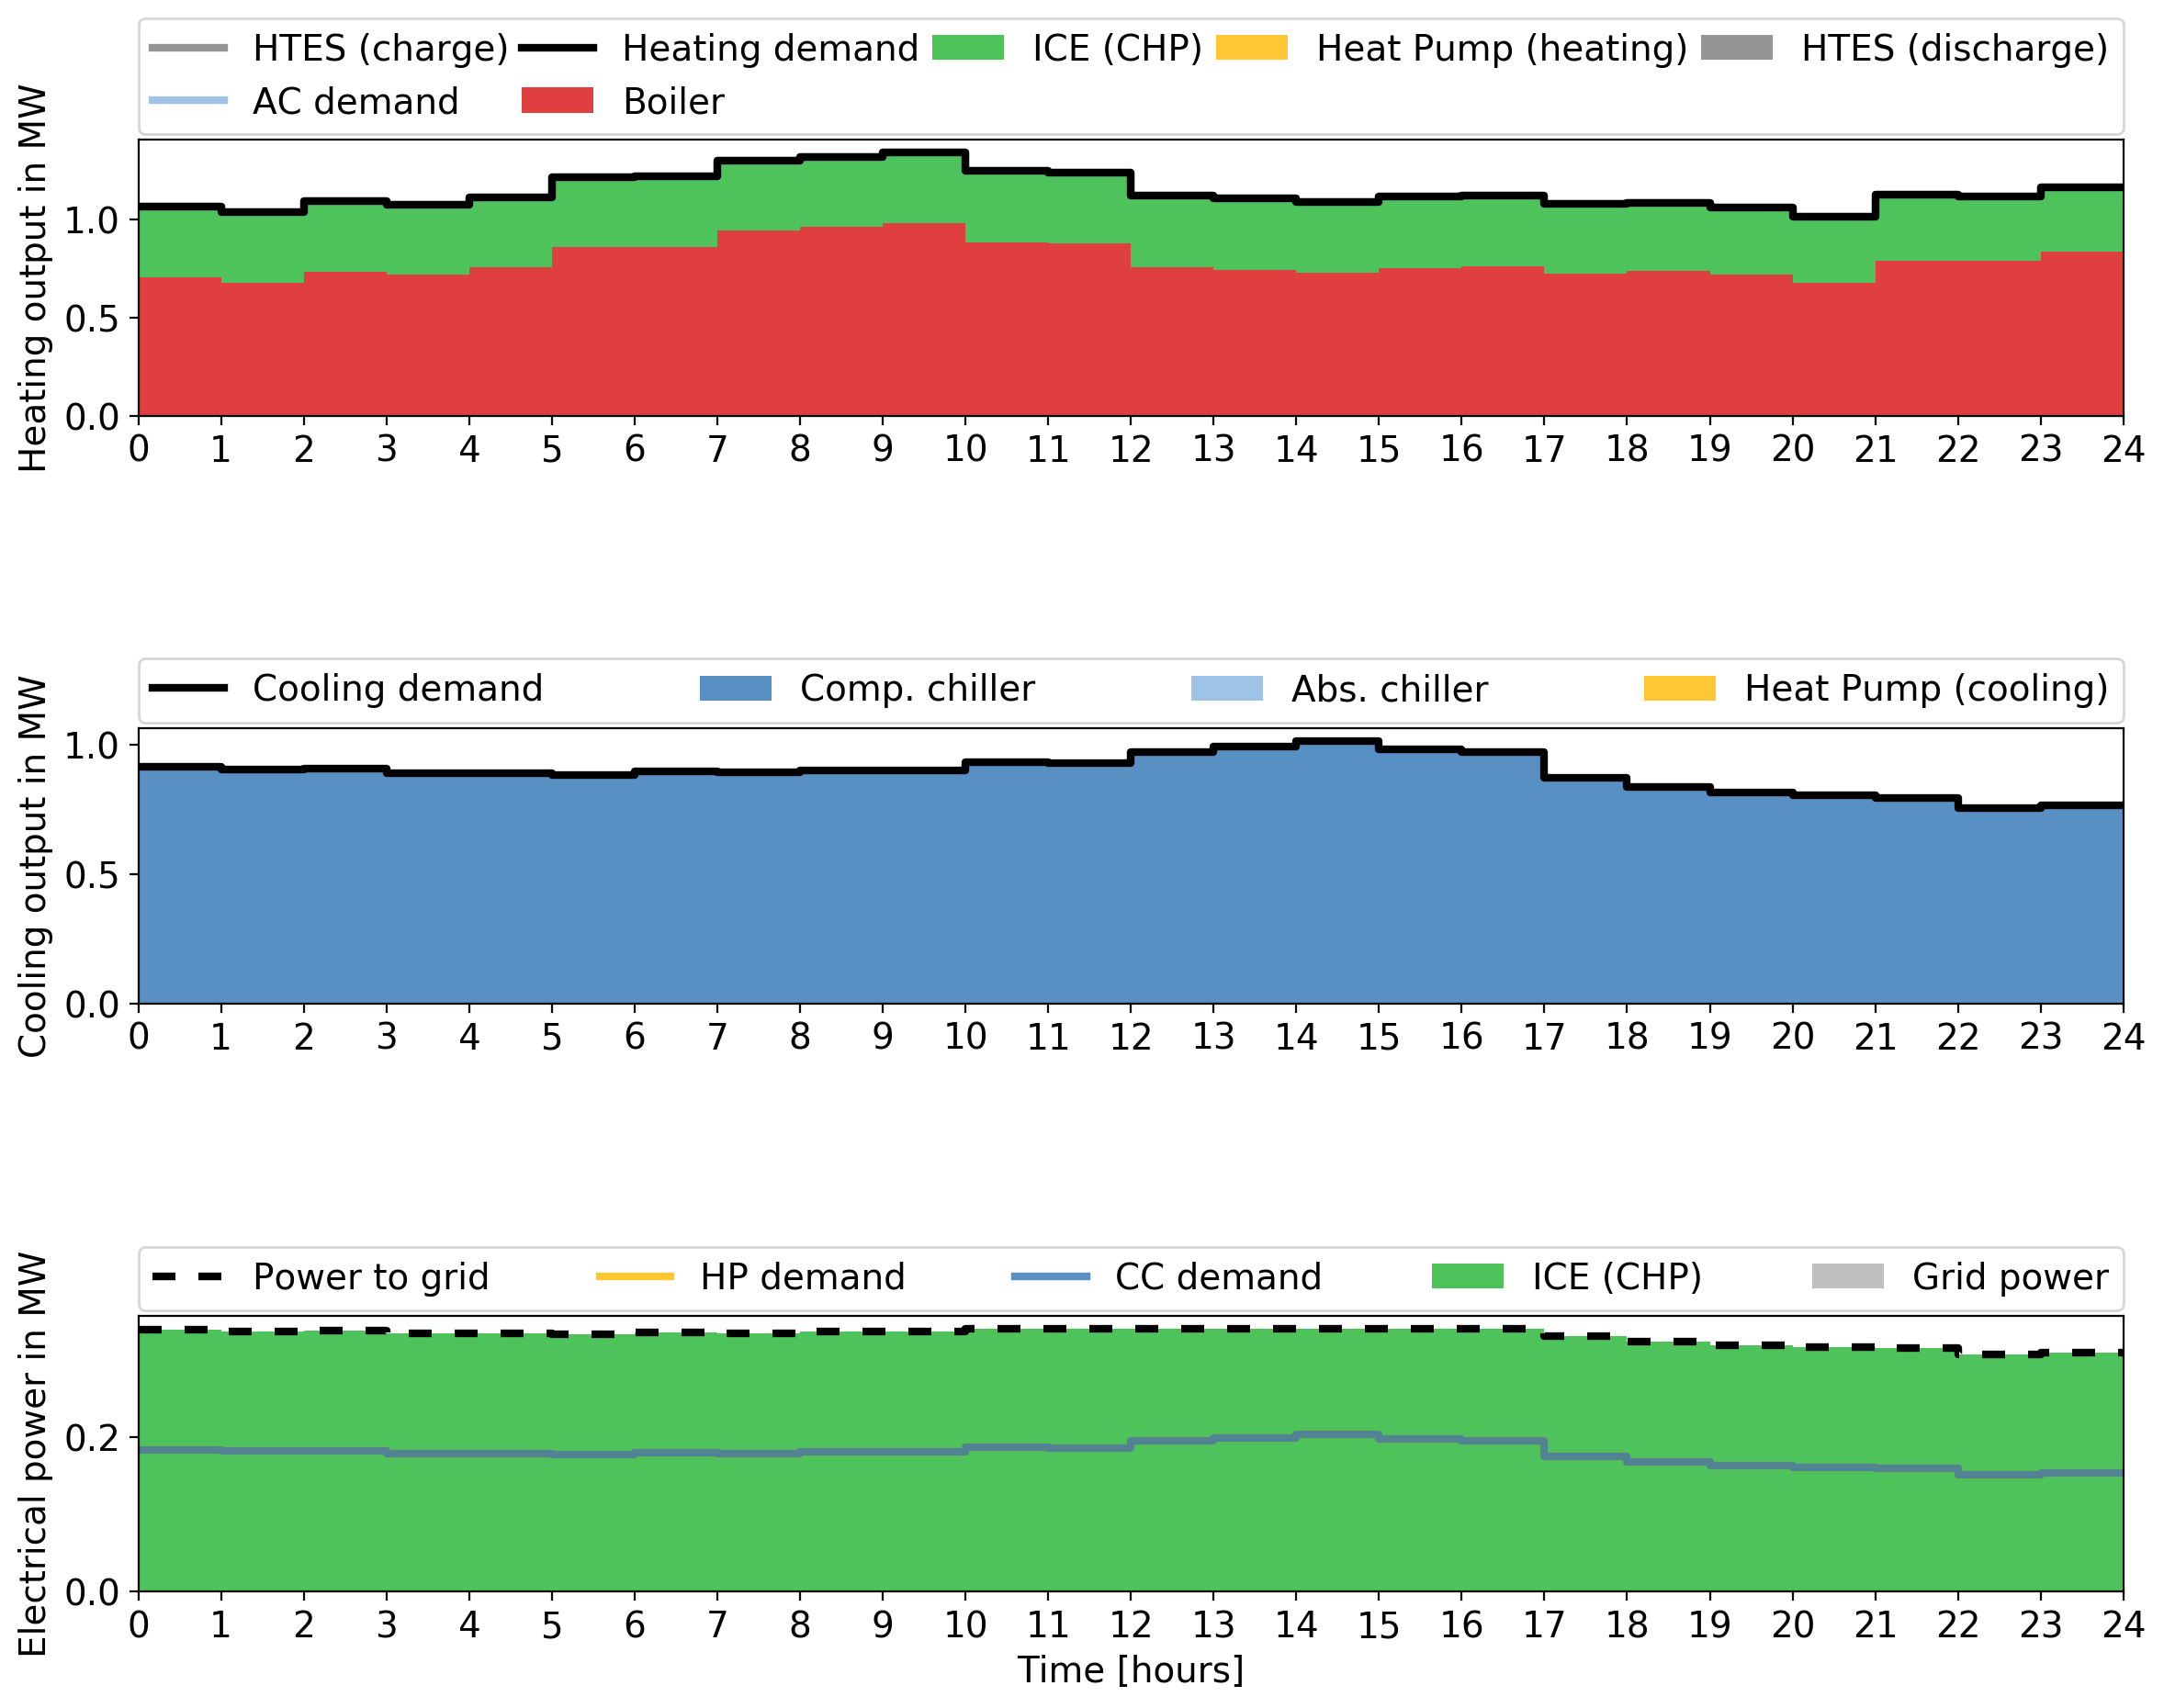 HTES (charge) Heating demand ICE (CHP) Heat Pump (heating) HTES (discharge)
AC demand Boiler
Heating output in MW
1.0
0.5
0.0
0 1 2 3 4 5 6 7 8 9 10 11 12 13 14 15 16 17 18 19 20 21 22 23 24
Cooling demand Comp. chiller Abs. chiller Heat Pump (cooling)
Cooling output in MW
1.0
0.5
0.0
0 1 2 3 4 5 6 7 8 9 10 11 12 13 14 15 16 17 18 19 20 21 22 23 24
Power to grid HP demand CC demand ICE (CHP) Grid power
Electrical power in MW
0.2
0.0
0 1 2 3 4 5 6 7 8 9 10 11 12 13 14 15 16 17 18 19 20 21 22 23 24
Time [hours]